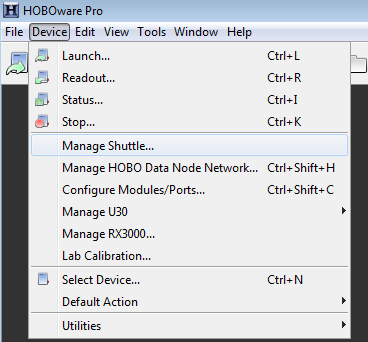 HOBOware Pro
File Device Edit View Tools Window Help
Launch... Ctrl+L
Readout... Ctrl+R
Status... Ctrl+I
Stop... Ctrl+K
Manage Shuttle...
Manage HOBO Data Node Network... Ctrl+Shift+H
Configure Modules/Ports... Ctrl+Shift+C
Manage U30
Manage RX3000...
Lab Calibration...
Select Device... Ctrl+N
Default Action
Utilities